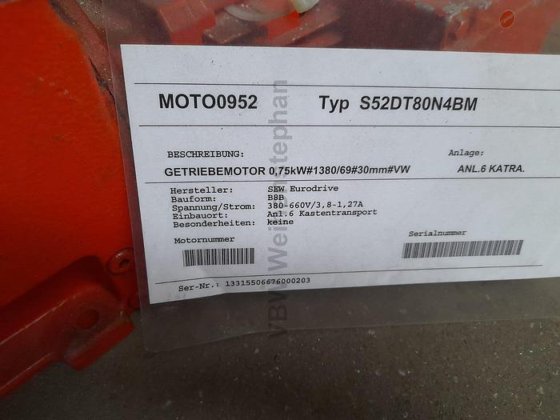 MOTO0952 Typ S52DT80N4BM
BESCHREIBUNG: Anlage:
GETRIEBEMOTOR 0,75kW#1380/69#30mm#VW ANL.6 KATRA.
Hersteller: SEW Eurodrive
Bauform: B8B
Spannung/Strom: 380-660V/3,8-1,27A
Einbauort: Anl.6 Kastentransport
Besonderheiten: keine
Motornummer Serialnummer
Ser-Nr.: 13315506676000203